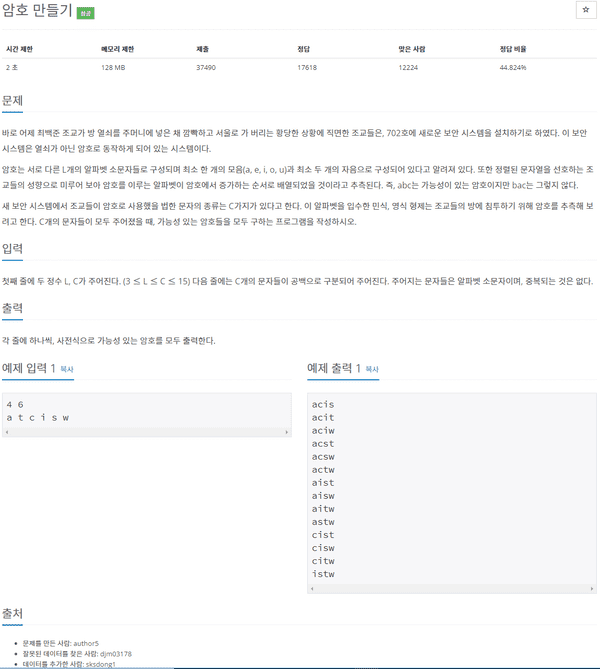 암호 만들기 성공
☆
시간 제한 메모리 제한 제출 정답 맞은 사람 정답 비율
2 초 128 MB 37490 17618 12224 44.824%
문제
바로 어제 최백준 조교가 방 열쇠를 주머니에 넣은 채 깜빡하고 서울로 가 버리는 황당한 상황에 직면한 조교들은, 702호에 새로운 보안 시스템을 설치하기로 하였다. 이 보안
시스템은 열쇠가 아닌 암호로 동작하게 되어 있는 시스템이다.
암호는 서로 다른 L개의 알파벳 소문자들로 구성되며 최소 한 개의 모음(a, e, i, o, u)과 최소 두 개의 자음으로 구성되어 있다고 알려져 있다. 또한 정렬된 문자열을 선호하는 조
교들의 성향으로 미루어 보아 암호를 이루는 알파벳이 암호에서 증가하는 순서로 배열되었을 것이라고 추측된다. 즉, abc는 가능성이 있는 암호이지만 bac는 그렇지 않다.
새 보안 시스템에서 조교들이 암호로 사용했을 법한 문자의 종류는 C가지가 있다고 한다. 이 알파벳을 입수한 민식, 영식 형제는 조교들의 방에 침투하기 위해 암호를 추측해 보
려고 한다. C개의 문자들이 모두 주어졌을 때, 가능성 있는 암호들을 모두 구하는 프로그램을 작성하시오.
입력
첫째 줄에 두 정수 L, C가 주어진다. (3 ≤ L ≤ C ≤ 15) 다음 줄에는 C개의 문자들이 공백으로 구분되어 주어진다. 주어지는 문자들은 알파벳 소문자이며, 중복되는 것은 없다.
출력
각 줄에 하나씩, 사전식으로 가능성 있는 암호를 모두 출력한다.
예제 입력 1 복사
4 6
a t c i s w
예제 출력 1 복사
acis
acit
aciw
acst
acsw
actw
aist
aisw
aitw
astw
cist
cisw
citw
istw
출처
문제를 만든 사람: author5
잘못된 데이터를 찾은 사람: djm03178
데이터를 추가한 사람: sksdong1